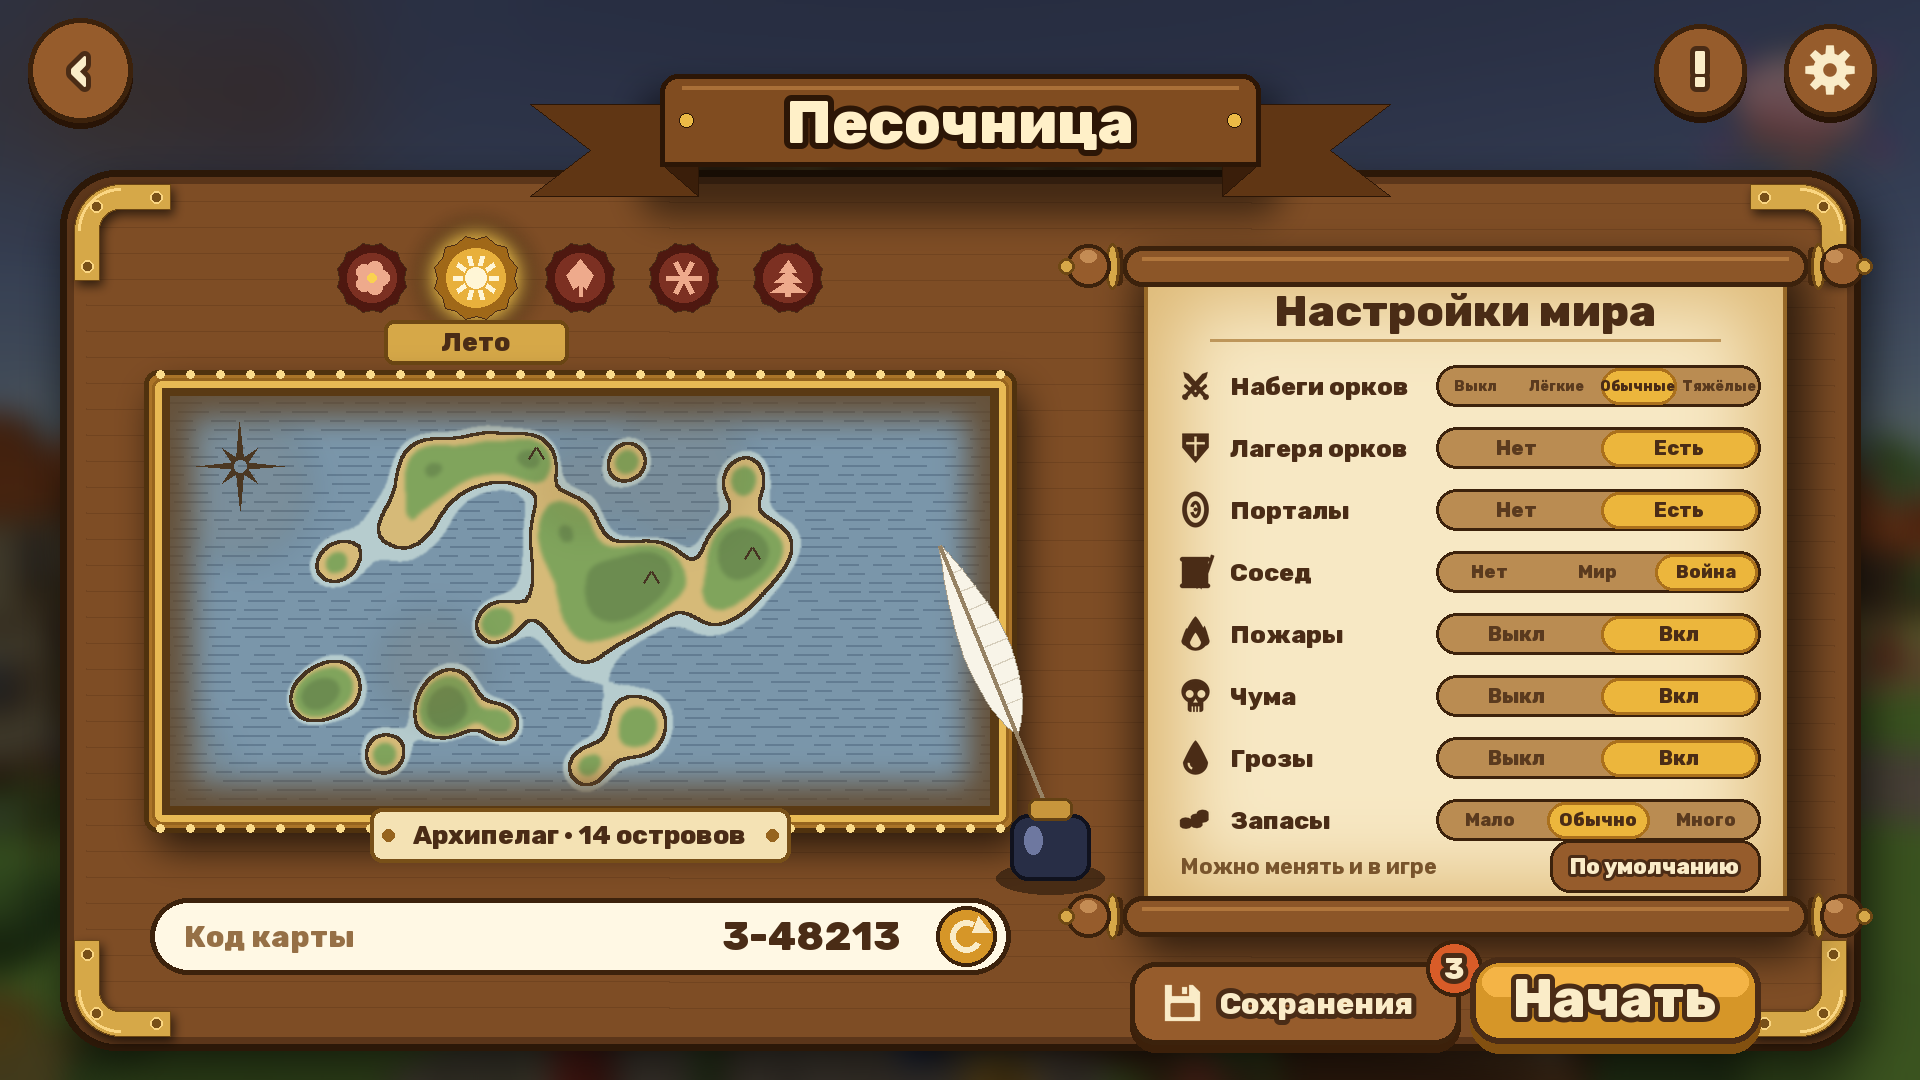 Песочница
Лето
Архипелаг • 14 островов
Код карты 3-48213
Настройки мира
Набеги орков Выкл Лёгкие Обычные Тяжёлые
Лагеря орков Нет Есть
Порталы Нет Есть
Сосед Нет Мир Война
Пожары Выкл Вкл
Чума Выкл Вкл
Грозы Выкл Вкл
Запасы Мало Обычно Много
Можно менять и в игре По умолчанию
Сохранения 3 Начать